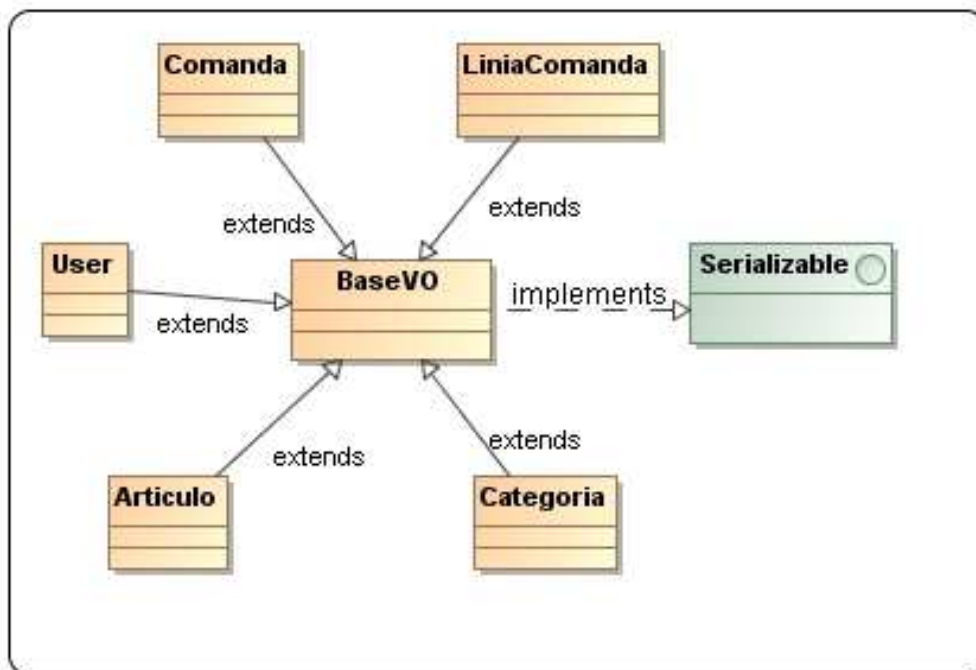 Comanda
LiniaComanda
extends
extends
User
BaseVO
Serializable
implements
extends
extends
extends
Articulo
Categoria